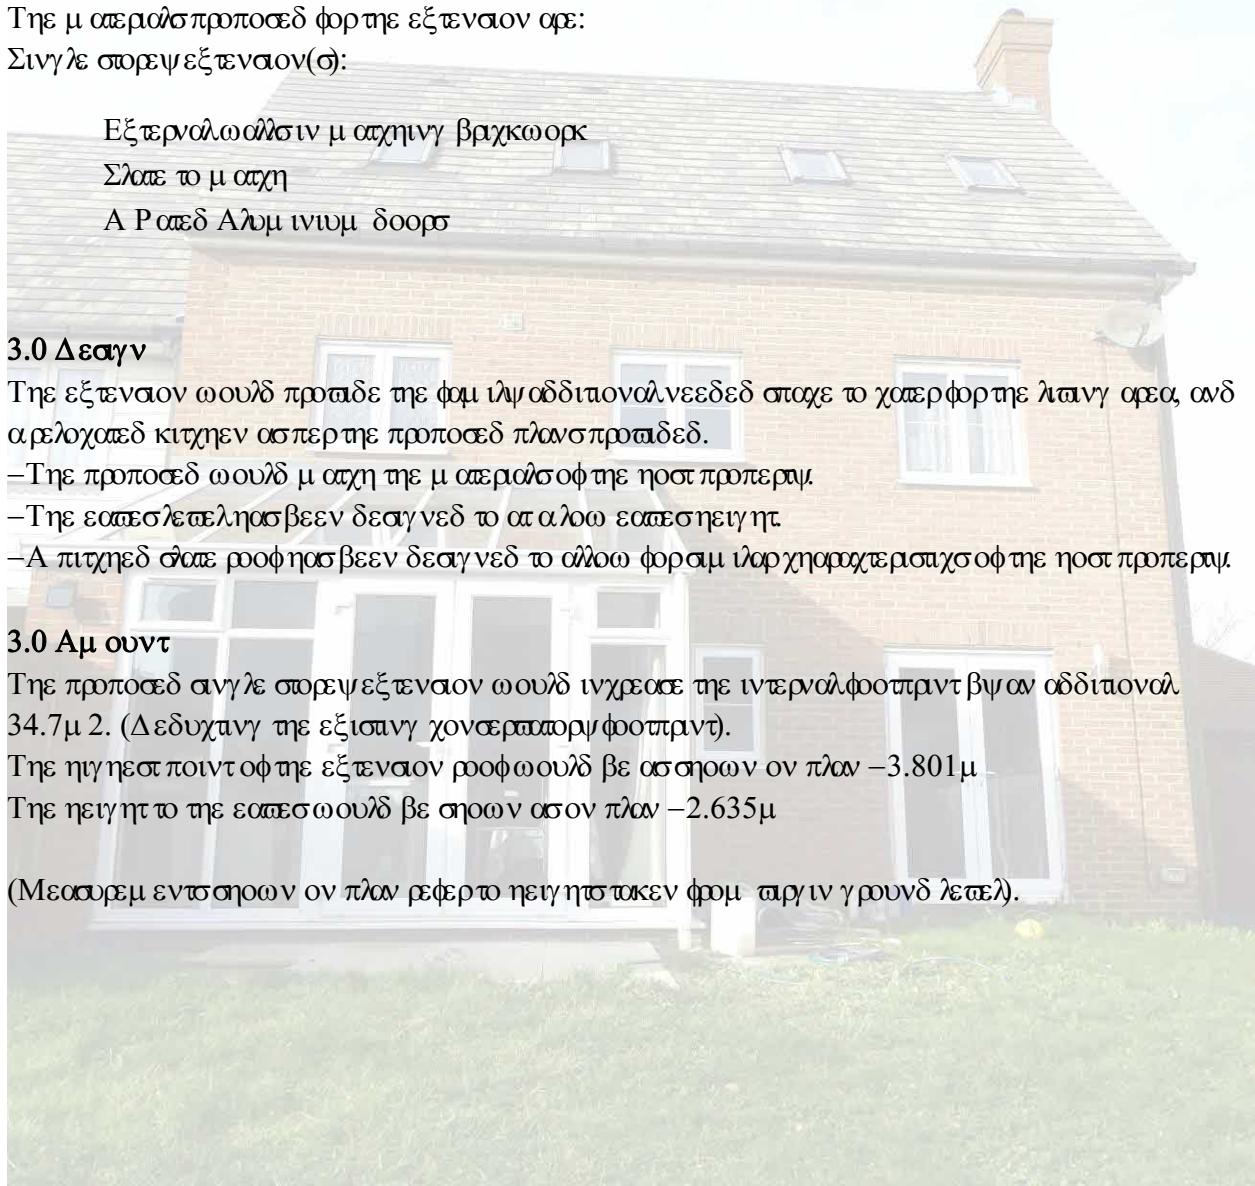 Τηε ματεριαλσ προποσεδ φορ τηε εξτενσιον αρε:
Σινγλε στορεψ εξτενσιον(σ):
Εξτερναλ ωαλλσ ιν ματχηινγ βριχκωορκ
Σλατε το ματχη
Α Ρατεδ Αλυμινιυμ δοορσ
3.0 Δεσιγν
Τηε εξτενσιον ωουλδ προϖιδε τηε φαμιλψ αδδιτιοναλ νεεδεδ σπαχε το χατερ φορ τηε λιϖινγ αρεα, ανδ
α ρελοχατεδ κιτχηεν ασ περ τηε προποσεδ πλανσ προϖιδεδ.
–Τηε προποσεδ ωουλδ ματχη τηε ματεριαλσ οφ τηε ηοστ προπερτψ.
–Τηε εαϖεσ λεϖελ ηασ βεεν δεσιγνεδ το ατ α λοω εαϖεσ ηειγητ.
–Α πιτχηεδ σλατε ροοφ ηασ βεεν δεσιγνεδ το αλλοω φορ σιμιλαρ χηαραχτεριστιχσ οφ τηε ηοστ προπερτψ.
3.0 Αμουντ
Τηε προποσεδ σινγλε στορεψ εξτενσιον ωουλδ ινχρεασε τηε ιντερναλ φοοτπριντ βψ αν αδδιτιοναλ
34.7μ2. (Δεδυχτινγ τηε εξιστινγ χονσερϖατορψ φοοτπριντ).
Τηε ηιγηεστ ποιντ οφ τηε εξτενσιον ροοφ ωουλδ βε ασ σηοων ον πλαν –3.801μ
Τηε ηειγητ το τηε εαϖεσ ωουλδ βε σηοων ασ ον πλαν –2.635μ
(Μεασυρεμεντσ σηοων ον πλαν ρεφερ το ηειγητσ τακεν φρομ ϖιργιν γρουνδ λεϖελ).